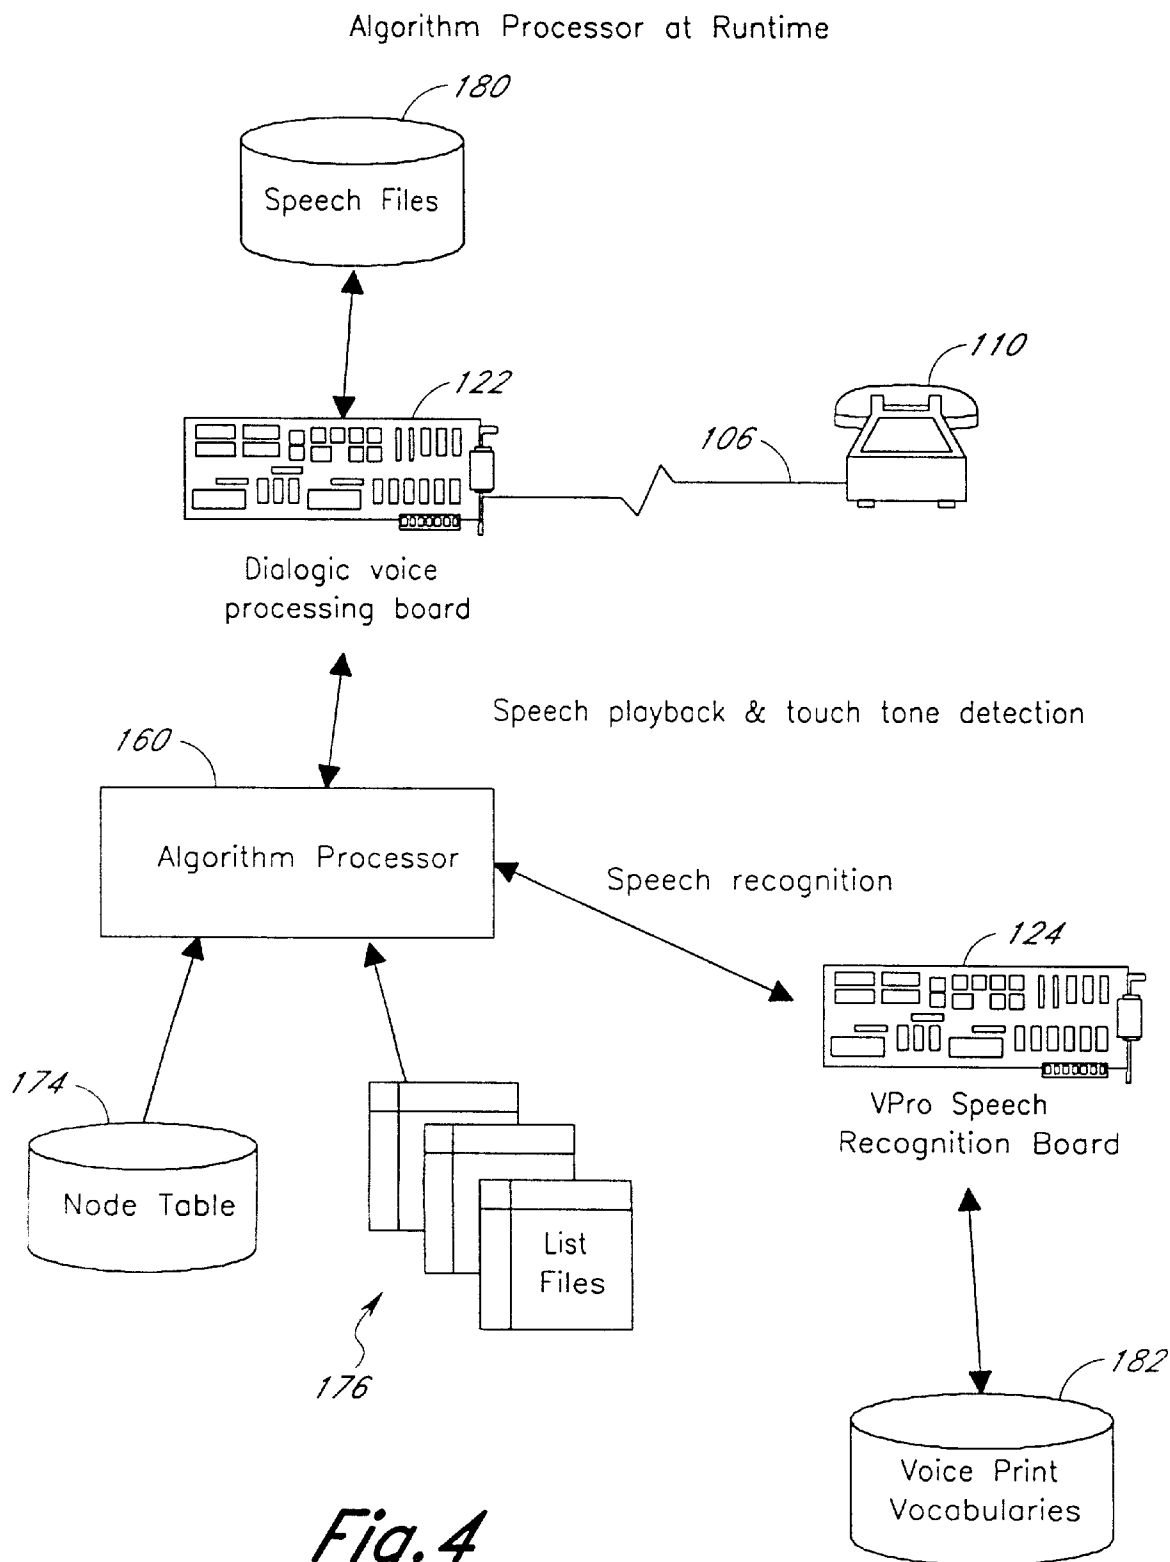 Algorithm Processor at Runtime
180
Speech Files
122
110
106
Dialogic voice
processing board
Speech playback & touch tone detection
160
Algorithm Processor
Speech recognition
124
VPro Speech
Recognition Board
174
Node Table
List
Files
176
182
Voice Print
Vocabularies
Fig.4